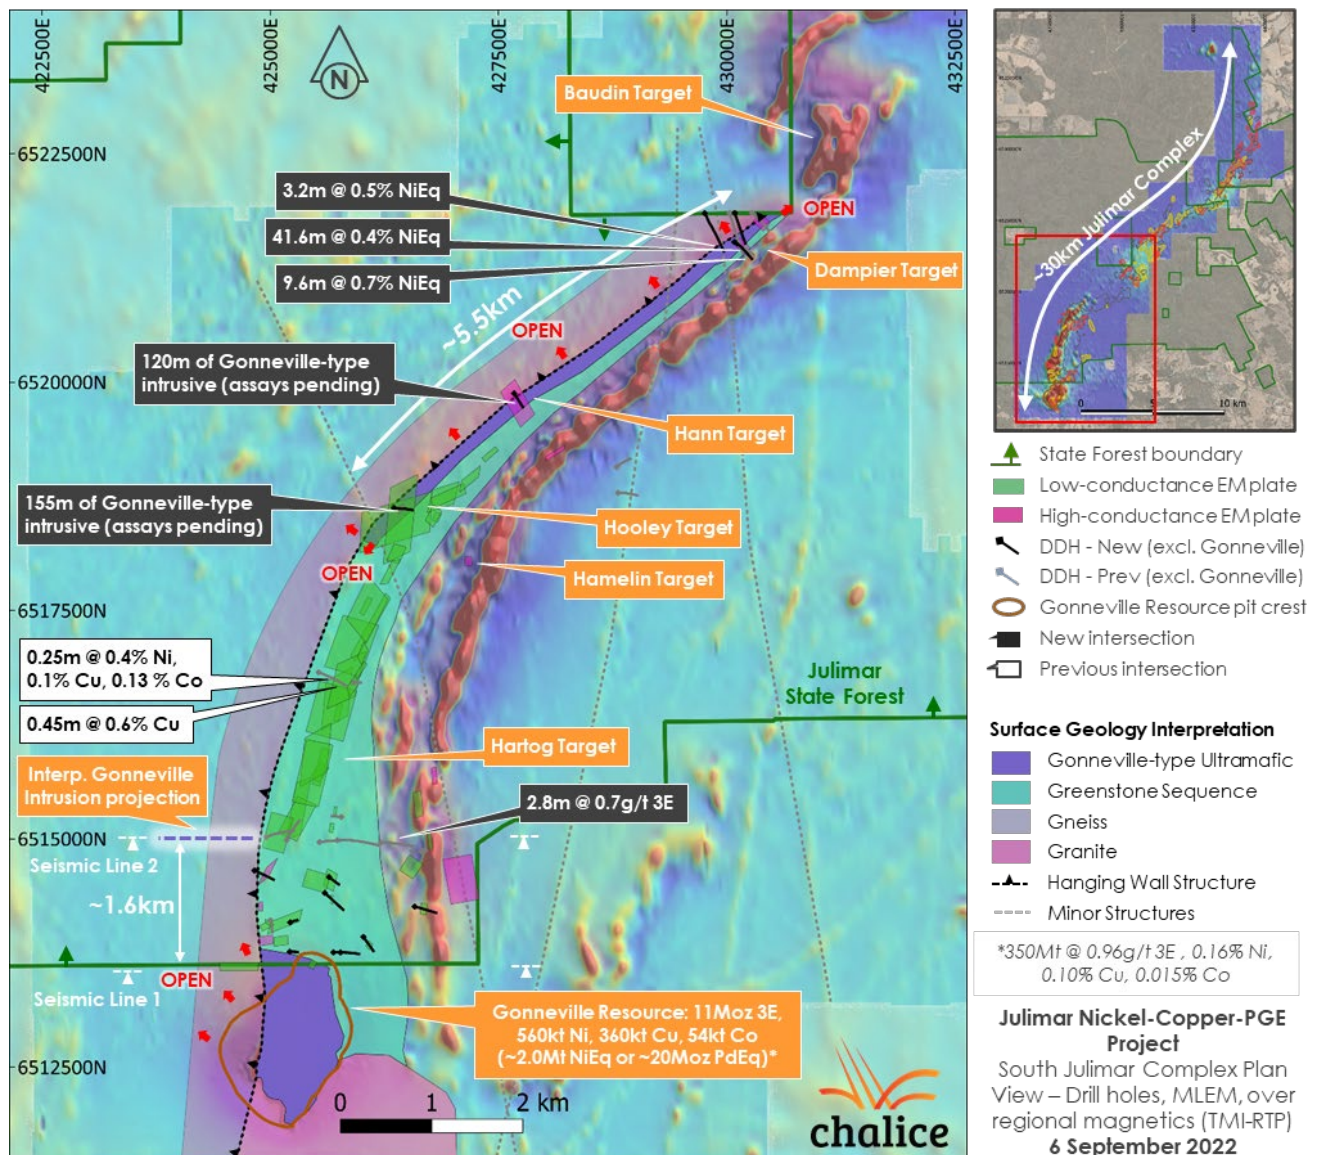 422500E
425000E
427500E
430000E
432500E
N
6522500N
6520000N
6517500N
6515000N
6512500N
Baudin Target
3.2m @ 0.5% NiEq
41.6m @ 0.4% NiEq
9.6m @ 0.7% NiEq
OPEN
Dampier Target
~5.5km
OPEN
120m of Gonneville-type
intrusive (assays pending)
Hann Target
155m of Gonneville-type
intrusive (assays pending)
Hooley Target
OPEN
Hamelin Target
0.25m @ 0.4% Ni,
0.1% Cu, 0.13 % Co
0.45m @ 0.6% Cu
Julimar
State Forest
Hartog Target
Interp. Gonneville
Intrusion projection
2.8m @ 0.7g/t 3E
Seismic Line 2
~1.6km
OPEN
Seismic Line 1
Gonneville Resource: 11Moz 3E,
560kt Ni, 360kt Cu, 54kt Co
(~2.0Mt NiEq or ~20Moz PdEq)*
0 1 2 km
chalice
~30km Julimar Complex
0 5 10 km
State Forest boundary
Low-conductance EM plate
High-conductance EM plate
DDH - New (excl. Gonneville)
DDH - Prev (excl. Gonneville)
Gonneville Resource pit crest
New intersection
Previous intersection
Surface Geology Interpretation
Gonneville-type Ultramafic
Greenstone Sequence
Gneiss
Granite
Hanging Wall Structure
Minor Structures
*350Mt @ 0.96g/t 3E , 0.16% Ni,
0.10% Cu, 0.015% Co
Julimar Nickel-Copper-PGE
Project
South Julimar Complex Plan
View – Drill holes, MLEM, over
regional magnetics (TMI-RTP)
6 September 2022